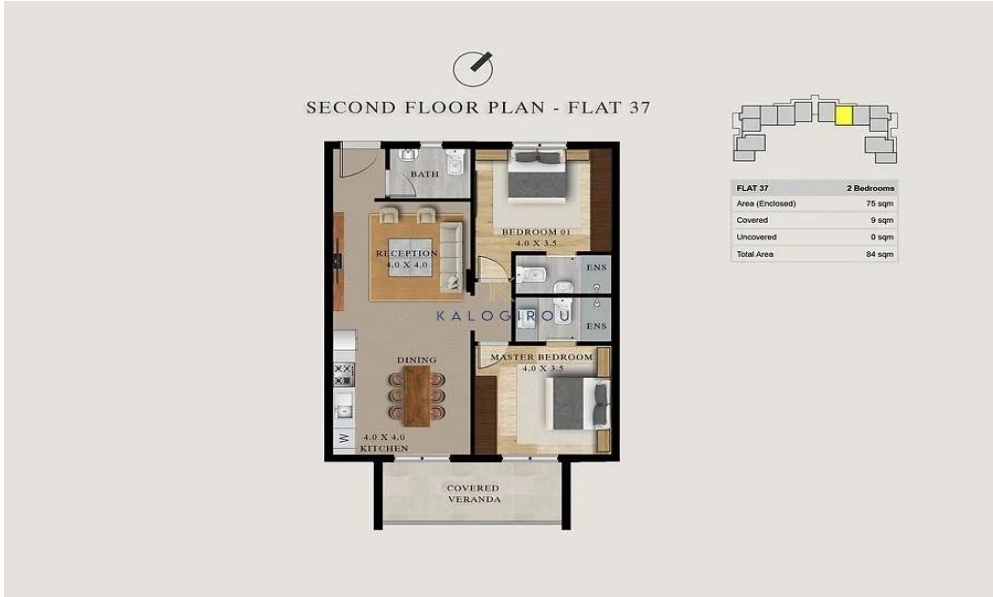 SECOND FLOOR PLAN - FLAT 37
BATH
BEDROOM 01
4.0 X 3.5
RECEPTION
4.0 X 4.0
ENS
K
KALOGIROU
ENS
MASTER BEDROOM
4.0 X 3.5
DINING
W
4.0 X 4.0
KITCHEN
COVERED
VERANDA
FLAT 37 2 Bedrooms
Area (Enclosed) 75 sqm
Covered 9 sqm
Uncovered 0 sqm
Total Area 84 sqm